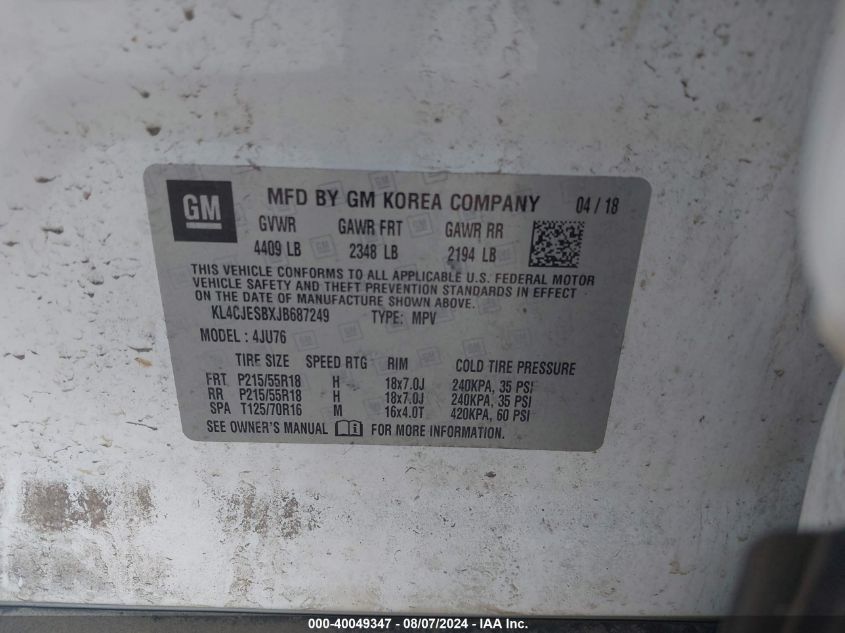 GM MFD BY GM KOREA COMPANY 04 / 18
GVWR GAWR FRT GAWR RR
4409 LB 2348 LB 2194 LB
THIS VEHICLE CONFORMS TO ALL APPLICABLE U.S. FEDERAL MOTOR
VEHICLE SAFETY AND THEFT PREVENTION STANDARDS IN EFFECT
ON THE DATE OF MANUFACTURE SHOWN ABOVE.
KL4CJESBXJB687249 TYPE: MPV
MODEL : 4JU76
TIRE SIZE SPEED RTG RIM COLD TIRE PRESSURE
FRT P215/55R18 H 18x7.0J 240KPA, 35 PSI
RR P215/55R18 H 18x7.0J 240KPA, 35 PSI
SPA T125/70R16 M 16x4.0T 420KPA, 60 PSI
SEE OWNER'S MANUAL FOR MORE INFORMATION.
000-40049347 - 08/07/2024 - IAA Inc.